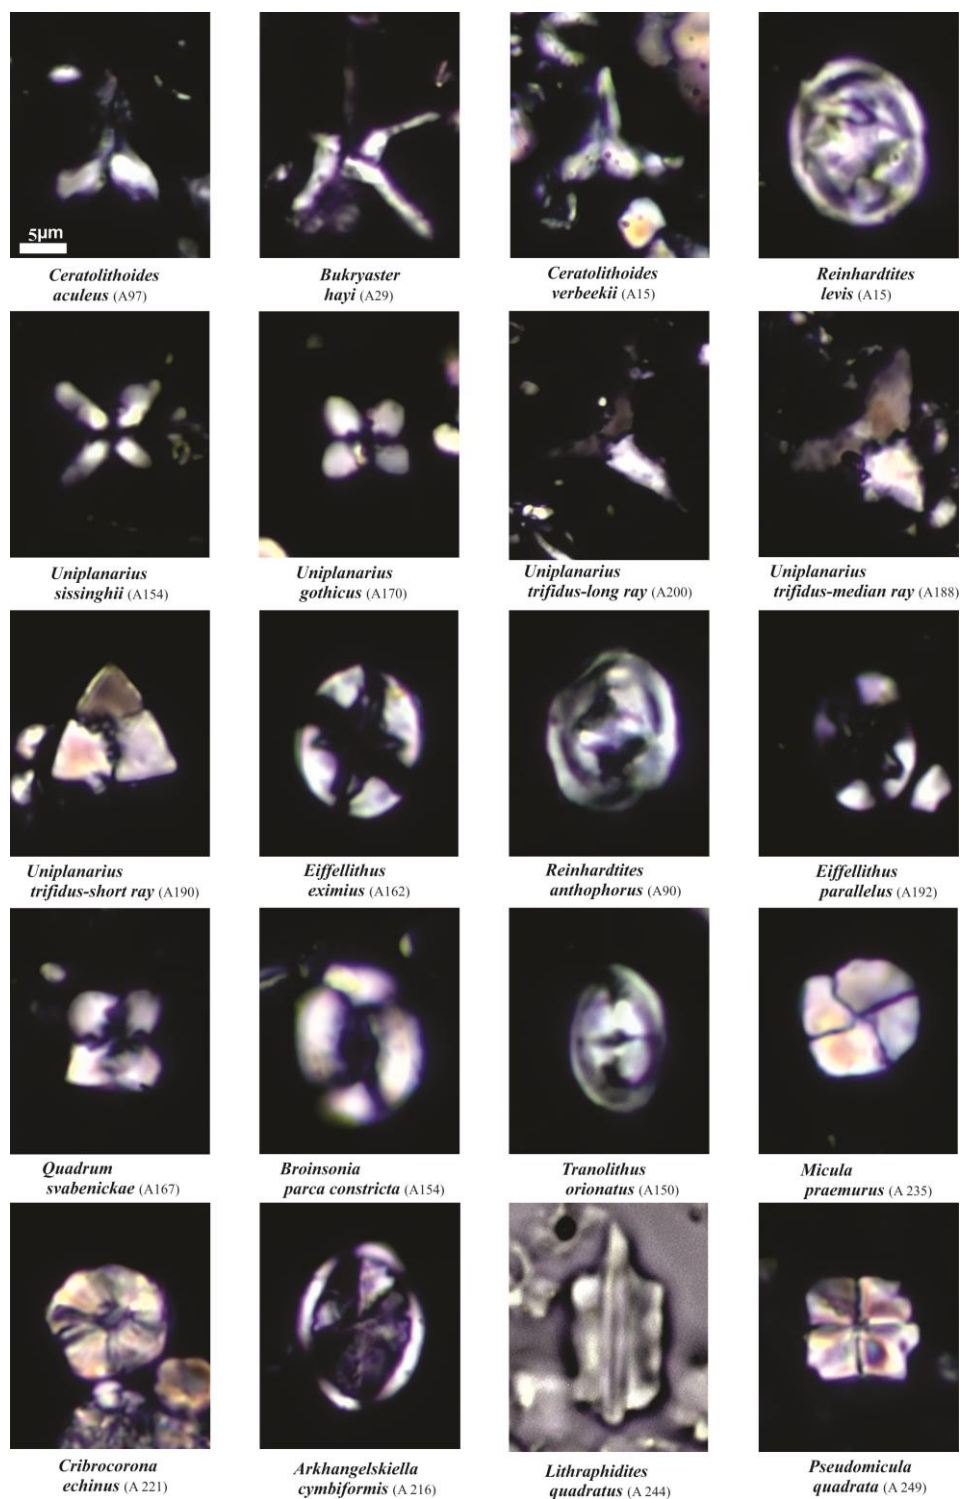 5µm
Ceratolithoides
aculeus (A97)
Bukryaster
hayi (A29)
Ceratolithoides
verbeekii (A15)
Reinhardtites
levis (A15)
Uniplanarius
sissinghii (A154)
Uniplanarius
gothicus (A170)
Uniplanarius
trifidus-long ray (A200)
Uniplanarius
trifidus-median ray (A188)
Uniplanarius
trifidus-short ray (A190)
Eiffellithus
eximius (A162)
Reinhardtites
anthophorus (A90)
Eiffellithus
parallelus (A192)
Quadrum
svabenickae (A167)
Broinsonia
parca constricta (A154)
Tranolithus
orionatus (A150)
Micula
praemurus (A 235)
Cribrocorona
echinus (A 221)
Arkhangelskiella
cymbiformis (A 216)
Lithraphidites
quadratus (A 244)
Pseudomicula
quadrata (A 249)